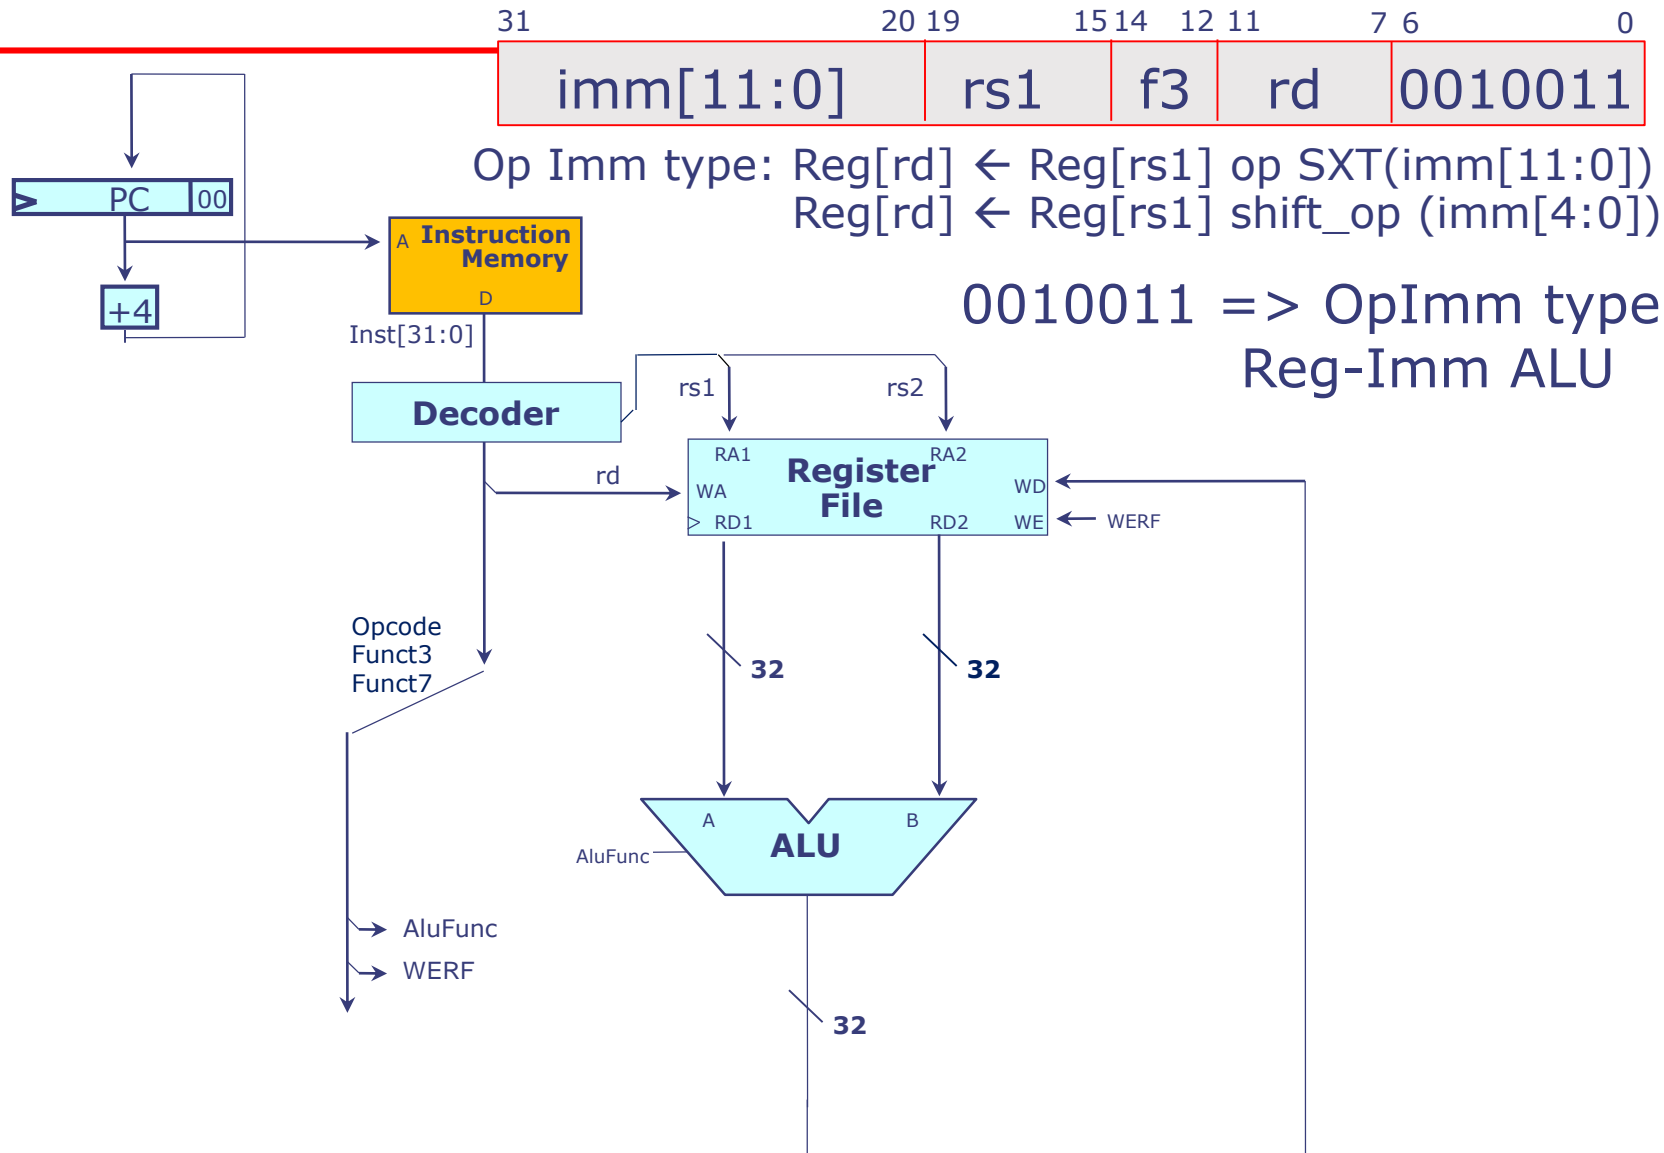 31 20 19 15 14 12 11 7 6 0
imm[11:0] rs1 f3 rd 0010011
Op Imm type: Reg[rd] ← Reg[rs1] op SXT(imm[11:0])
Reg[rd] ← Reg[rs1] shift_op (imm[4:0])
PC 00
A Instruction
Memory
D
+4
0010011 => OpImm type
Reg-Imm ALU
Inst[31:0]
rs1 rs2
Decoder
RA1 RA2
Register
File
rd
WA WD
> RD1 RD2 WE
WERF
Opcode
Funct3
Funct7
32 32
A B
ALU
AluFunc
AluFunc
WERF
32